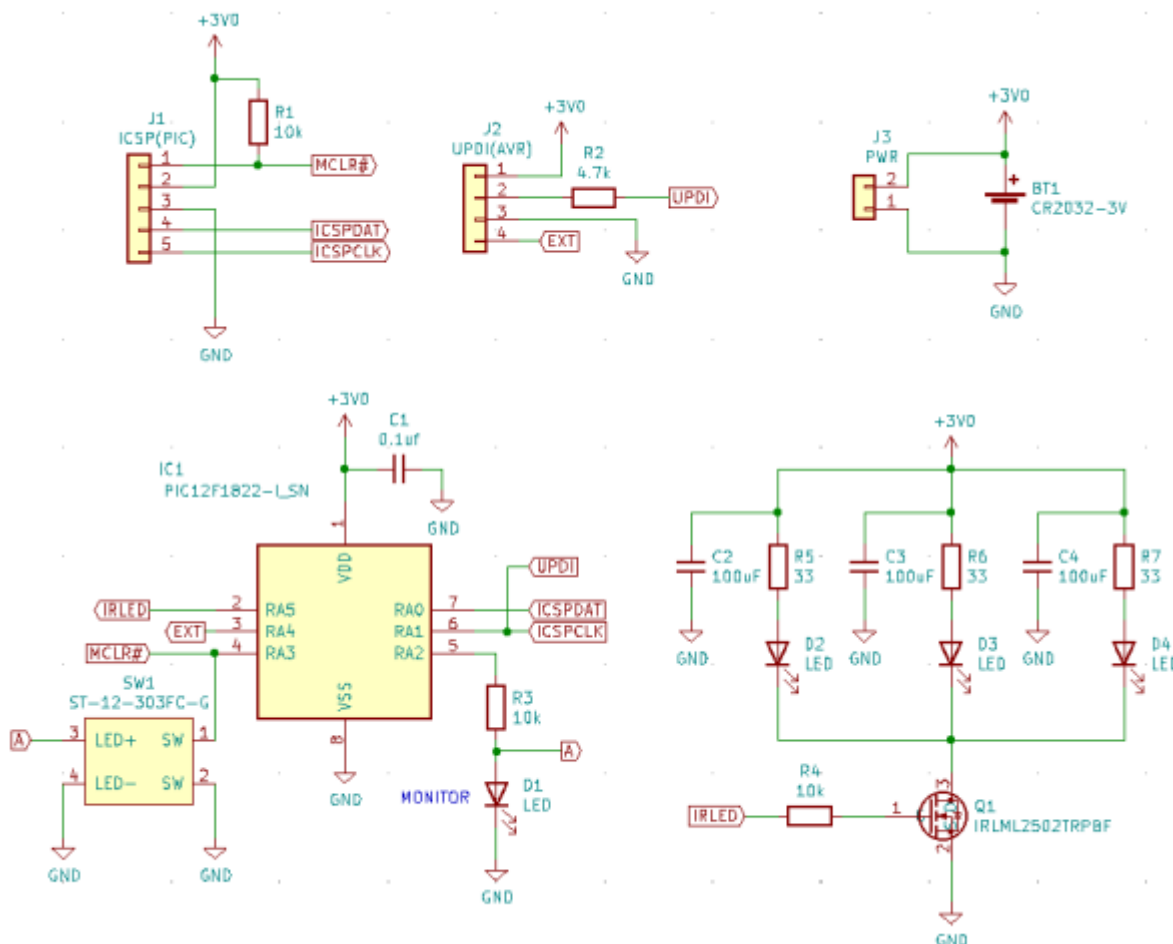 +3V0
J1
ICSP(PIC)
R1
10k
1
2
3
4
5
MCLR#
ICSPDAT
ICSPCLK
GND
+3V0
J2
UPDI(AVR)
R2
4.7k
1
2
3
4
UPDI
EXT
GND
+3V0
J3
PWR
2
1
+
BT1
CR2032-3V
GND
+3V0
C1
0.1uf
GND
IC1
PIC12F1822-I_SN
1
VDD
IRLED
2
RA5
EXT
3
RA4
MCLR#
4
RA3
RA0
7
RA1
6
RA2
5
UPDI
ICSPDAT
ICSPCLK
VSS
8
GND
SW1
ST-12-303FC-G
A
3
LED+
SW
1
4
LED-
SW
2
GND
GND
R3
10k
A
MONITOR
D1
LED
GND
+3V0
C2
100uF
R5
33
C3
100uF
R6
33
C4
100uF
R7
33
GND
D2
LED
GND
D3
LED
GND
D4
LED
IRLED
R4
10k
1
3
2
Q1
IRLML2502TRPBF
GND